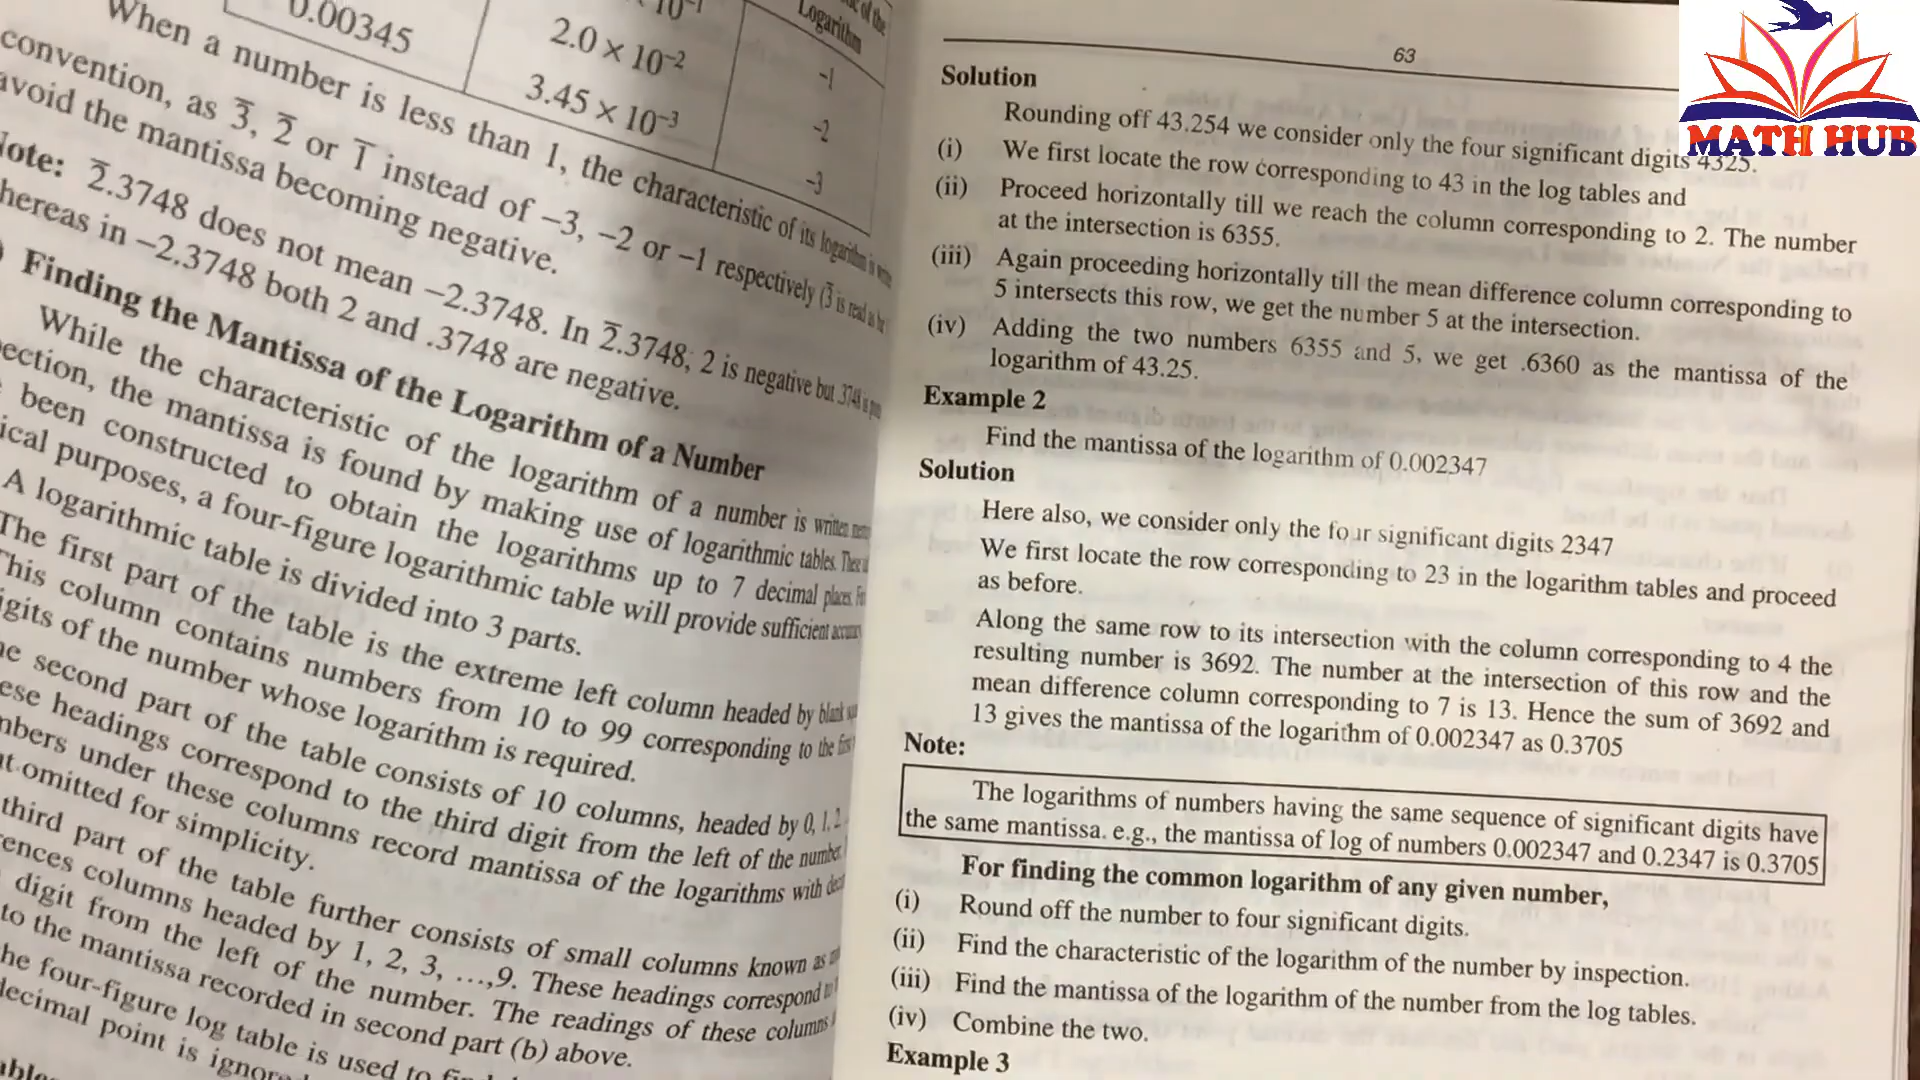 0.00345
2.0 × 10⁻²
3.45 × 10⁻³
of the
Logarithm
–1
–2
–3
When a number is less than 1, the characteristic of its logarithm is
convention, as 3̅, 2̅ or 1̅ instead of –3, –2 or –1 respectively (3̅ is read as
avoid the mantissa becoming negative.
Note: 2̅.3748 does not mean –2.3748. In 2̅.3748, 2 is negative but .3748 is
whereas in –2.3748 both 2 and .3748 are negative.
Finding the Mantissa of the Logarithm of a Number
While the characteristic of the logarithm of a number is written
the mantissa is found by making use of logarithmic tables.
been constructed to obtain the logarithms up to 7 decimal places.
purposes, a four-figure logarithmic table will provide sufficient
A logarithmic table is divided into 3 parts.
The first part of the table is the extreme left column headed by blank
This column contains numbers from 10 to 99 corresponding to the
digits of the number whose logarithm is required.
second part of the table consists of 10 columns, headed by 0, 1, 2
headings correspond to the third digit from the left of the number.
under these columns record mantissa of the logarithms with
omitted for simplicity.
third part of the table further consists of small columns known as
columns headed by 1, 2, 3, …,9. These headings correspond
digit from the left of the number. The readings of these columns
to the mantissa recorded in second part (b) above.
four-figure log table is used to
decimal point is
63
Solution
Rounding off 43.254 we consider only the four significant digits 4325.
(i) We first locate the row corresponding to 43 in the log tables and
(ii) Proceed horizontally till we reach the column corresponding to 2. The number
at the intersection is 6355.
(iii) Again proceeding horizontally till the mean difference column corresponding to
5 intersects this row, we get the number 5 at the intersection.
(iv) Adding the two numbers 6355 and 5, we get .6360 as the mantissa of the
logarithm of 43.25.
Example 2
Find the mantissa of the logarithm of 0.002347
Solution
Here also, we consider only the four significant digits 2347
We first locate the row corresponding to 23 in the logarithm tables and proceed
as before.
Along the same row to its intersection with the column corresponding to 4 the
resulting number is 3692. The number at the intersection of this row and the
mean difference column corresponding to 7 is 13. Hence the sum of 3692 and
13 gives the mantissa of the logarithm of 0.002347 as 0.3705
Note:
The logarithms of numbers having the same sequence of significant digits have
the same mantissa. e.g., the mantissa of log of numbers 0.002347 and 0.2347 is 0.3705
For finding the common logarithm of any given number,
(i) Round off the number to four significant digits.
(ii) Find the characteristic of the logarithm of the number by inspection.
(iii) Find the mantissa of the logarithm of the number from the log tables.
(iv) Combine the two.
Example 3
MATH HUB